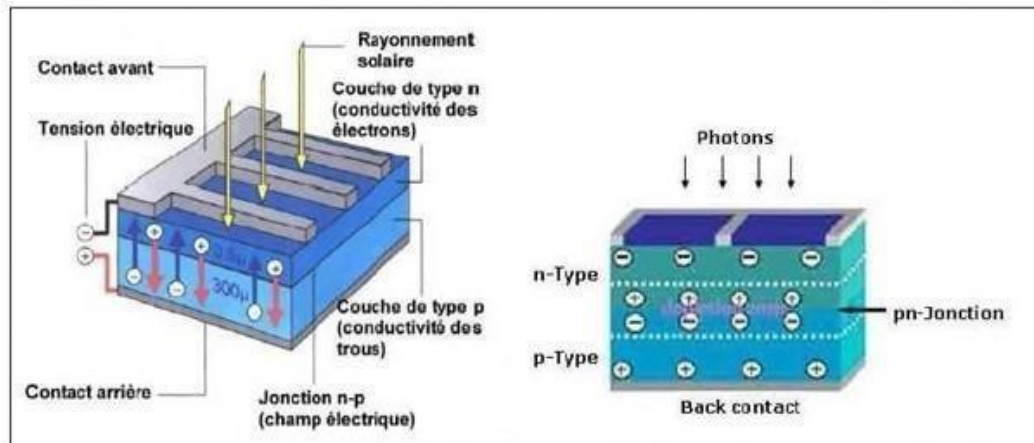 Rayonnement
solaire
Contact avant
Couche de type n
(conductivité des
électrons)
Tension électrique
300µ
Couche de type p
(conductivité des
trous)
Contact arrière
Jonction n-p
(champ électrique)
Photons
n-Type
pn-Jonction
p-Type
Back contact